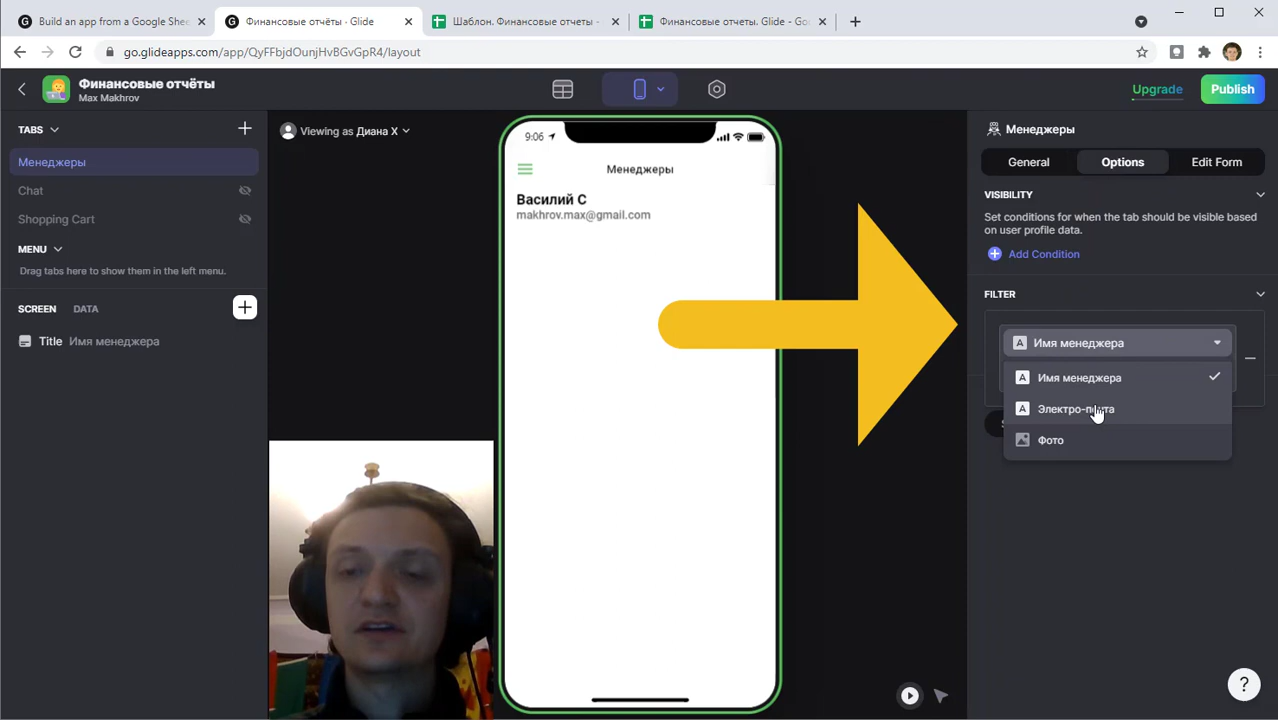 Build an app from a Google Shee
Финансовые отчёты · Glide
Шаблон. Финансовые отчеты -
Финансовые отчеты. Glide - Goo
go.glideapps.com/app/QyFFbjdOunjHvBGvGpR4/layout
Финансовые отчёты
Max Makhrov
Upgrade
Publish
TABS
Менеджеры
Chat
Shopping Cart
MENU
Drag tabs here to show them in the left menu.
SCREEN
DATA
Title Имя менеджера
Viewing as Диана Х
9:06
Менеджеры
Василий С
makhrov.max@gmail.com
Менеджеры
General
Options
Edit Form
VISIBILITY
Set conditions for when the tab should be visible based
on user profile data.
Add Condition
FILTER
Имя менеджера
Имя менеджера
Электро-почта
Фото
?